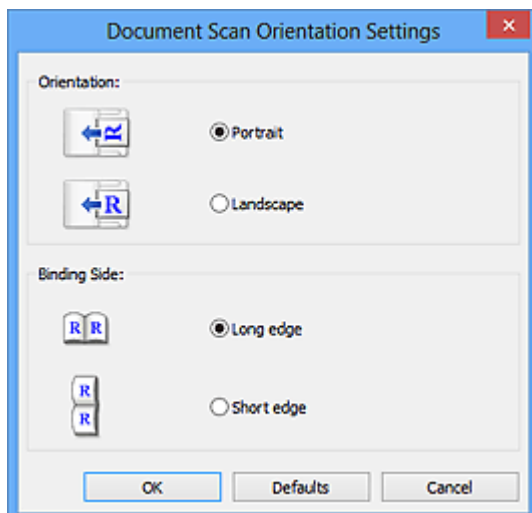 Document Scan Orientation Settings
Orientation:
R
Portrait
R
Landscape
Binding Side:
R R
Long edge
R
R
Short edge
OK Defaults Cancel